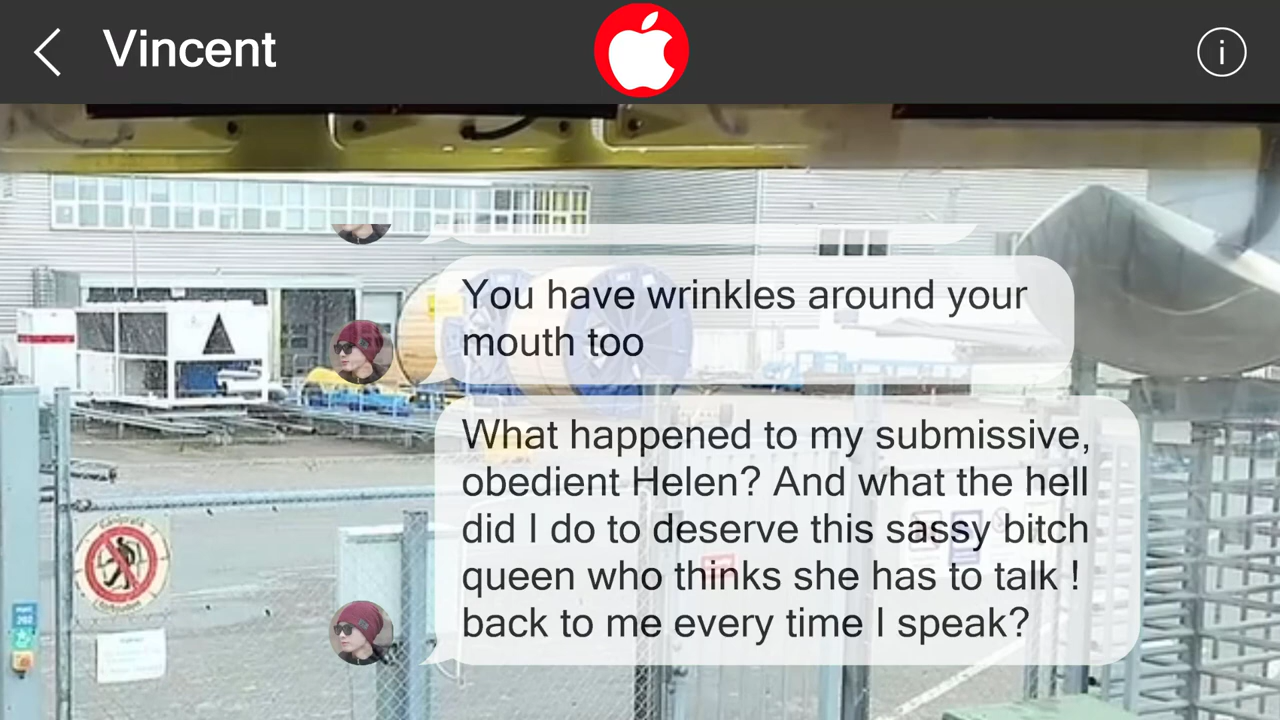 Vincent
i
You have wrinkles around your
mouth too
What happened to my submissive,
obedient Helen? And what the hell
did I do to deserve this sassy bitch
queen who thinks she has to talk !
back to me every time I speak?